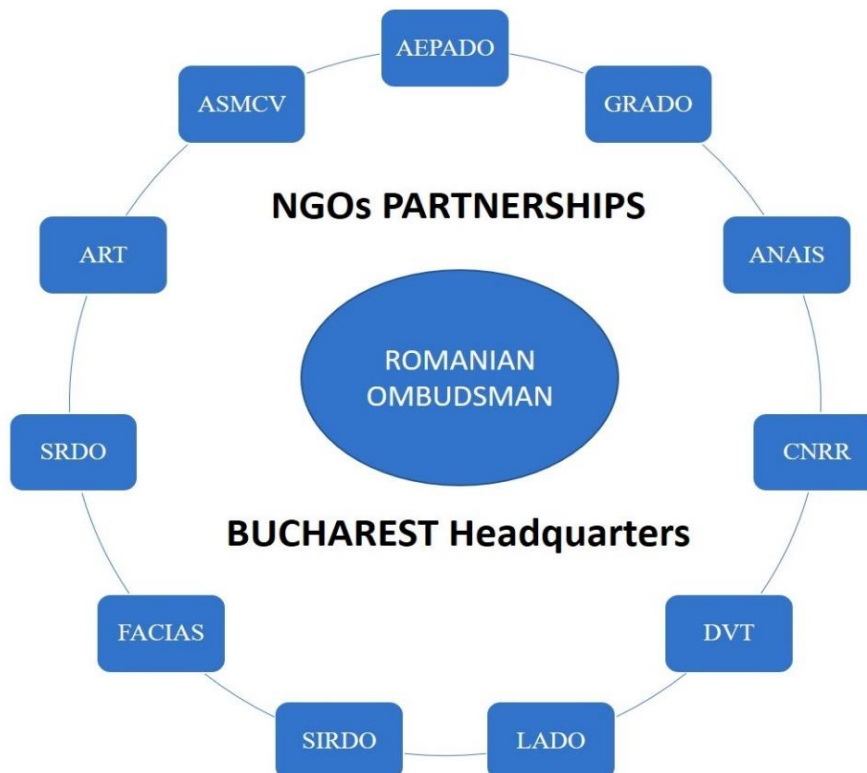 AEPADO
ASMCV
GRADO
NGOs PARTNERSHIPS
ART
ANAIS
ROMANIAN
OMBUDSMAN
SRDO
CNRR
BUCHAREST Headquarters
FACIAS
DVT
SIRDO
LADO